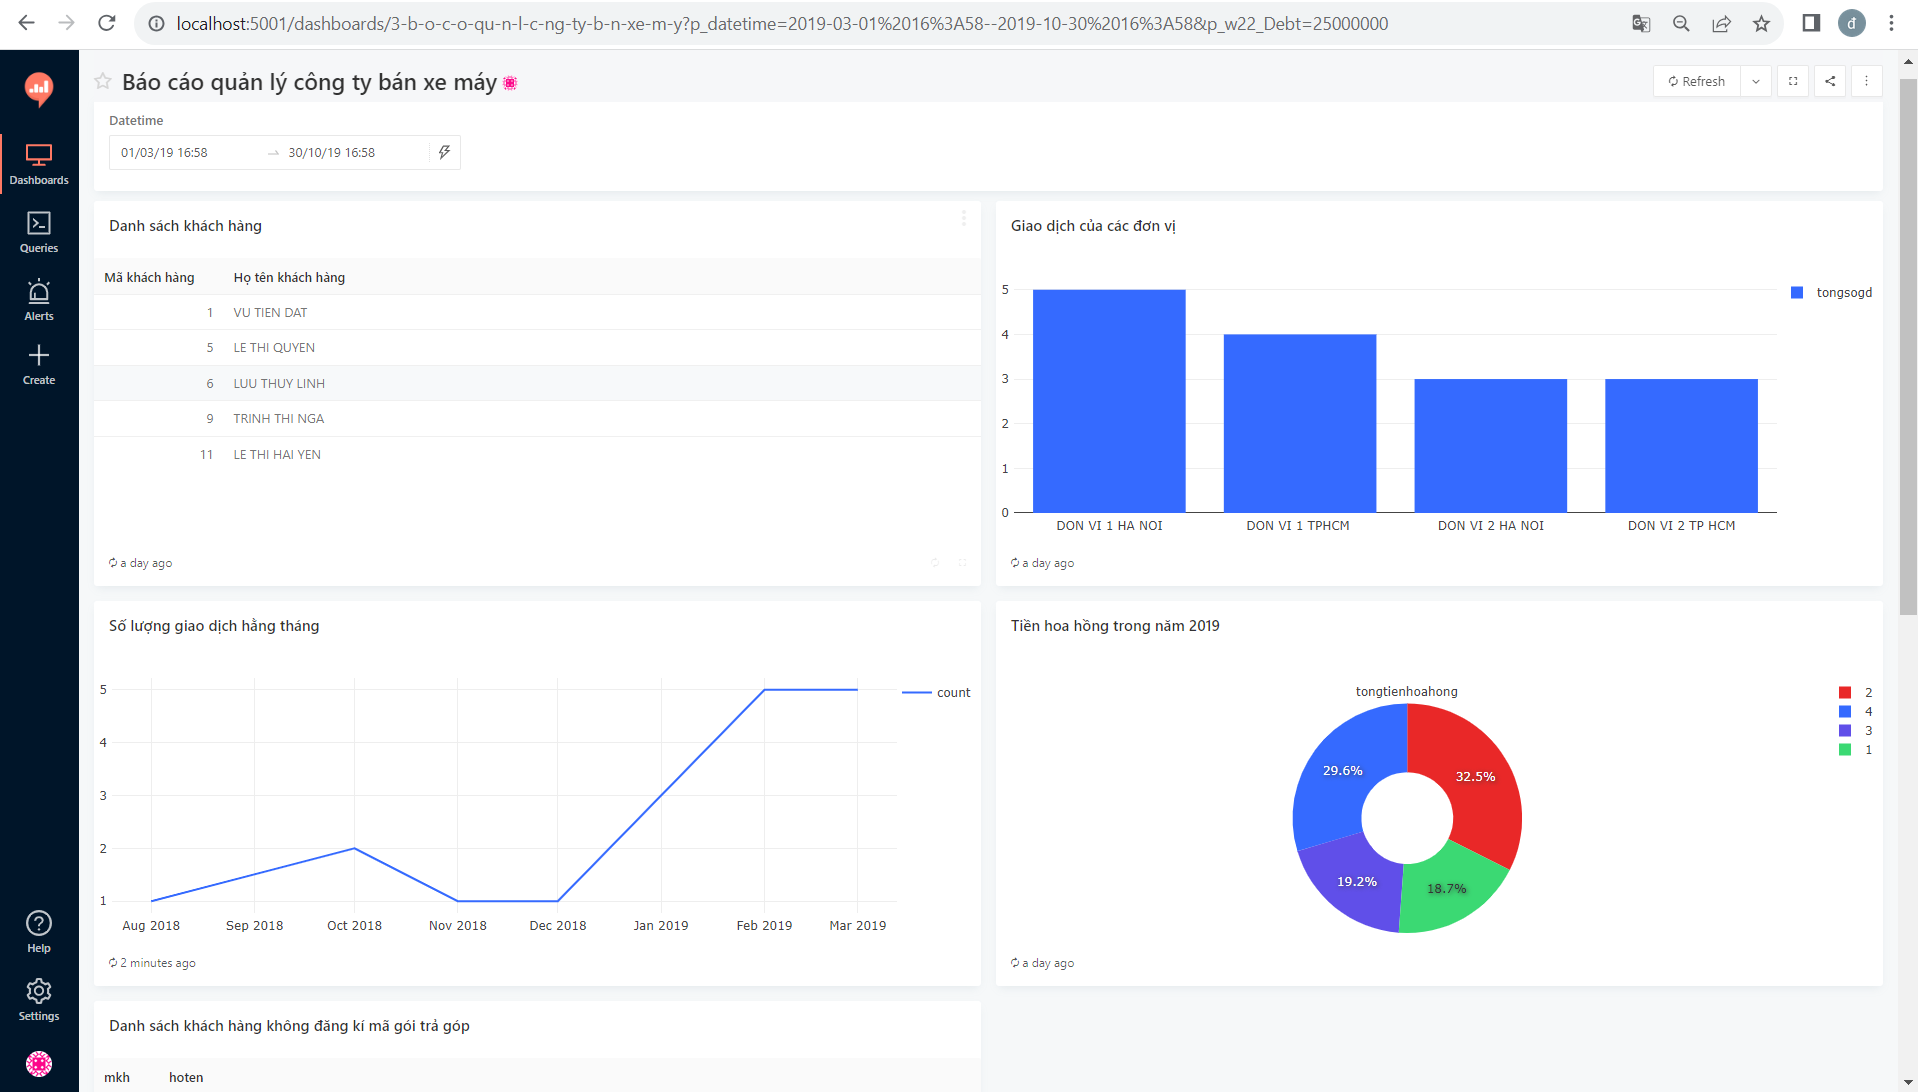 localhost:5001/dashboards/3-b-o-c-o-qu-n-l-c-ng-ty-b-n-xe-m-y?p_datetime=2019-03-01%2016%3A58--2019-10-30%2016%3A58&p_w22_Debt=25000000
đ
Báo cáo quản lý công ty bán xe máy
Refresh
Datetime
01/03/19 16:58 → 30/10/19 16:58
Dashboards
Queries
Alerts
Create
Help
Settings
Danh sách khách hàng
Mã khách hàng Họ tên khách hàng
1 VU TIEN DAT
5 LE THI QUYEN
6 LUU THUY LINH
9 TRINH THI NGA
11 LE THI HAI YEN
a day ago
Giao dịch của các đơn vị
5
4
3
2
1
0
DON VI 1 HA NOI DON VI 1 TPHCM DON VI 2 HA NOI DON VI 2 TP HCM
tongsogd
a day ago
Số lượng giao dịch hằng tháng
5
4
3
2
1
Aug 2018 Sep 2018 Oct 2018 Nov 2018 Dec 2018 Jan 2019 Feb 2019 Mar 2019
count
2 minutes ago
Tiền hoa hồng trong năm 2019
tongtienhoahong
29.6%
32.5%
19.2%
18.7%
2
4
3
1
a day ago
Danh sách khách hàng không đăng kí mã gói trả góp
mkh hoten